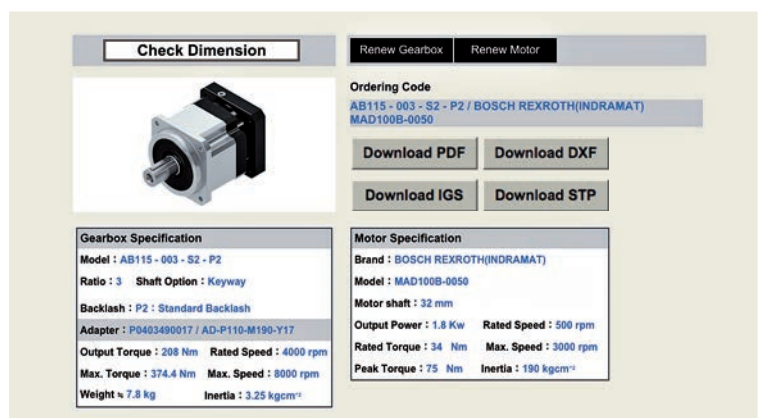 Check Dimension
Renew Gearbox Renew Motor
Ordering Code
AB115 - 003 - S2 - P2 / BOSCH REXROTH(INDRAMAT)
MAD100B-0050
Download PDF Download DXF
Download IGS Download STP
Gearbox Specification
Model : AB115 - 003 - S2 - P2
Ratio : 3 Shaft Option : Keyway
Backlash : P2 : Standard Backlash
Adapter : P0403490017 / AD-P110-M190-Y17
Output Torque : 208 Nm Rated Speed : 4000 rpm
Max. Torque : 374.4 Nm Max. Speed : 8000 rpm
Weight ≒ 7.8 kg Inertia : 3.25 kgcm⁻²
Motor Specification
Brand : BOSCH REXROTH(INDRAMAT)
Model : MAD100B-0050
Motor shaft : 32 mm
Output Power : 1.8 Kw Rated Speed : 500 rpm
Rated Torque : 34 Nm Max. Speed : 3000 rpm
Peak Torque : 75 Nm Inertia : 190 kgcm⁻²